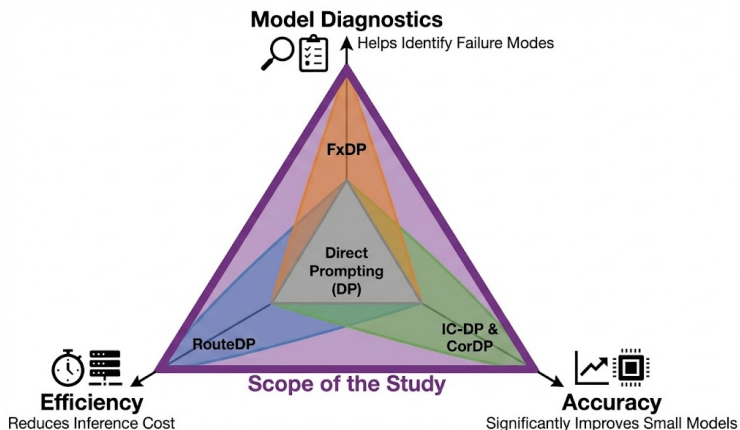 Model Diagnostics
Helps Identify Failure Modes
FxDP
Direct
Prompting
(DP)
RouteDP
IC-DP &
CorDP
Scope of the Study
Efficiency
Reduces Inference Cost
Accuracy
Significantly Improves Small Models